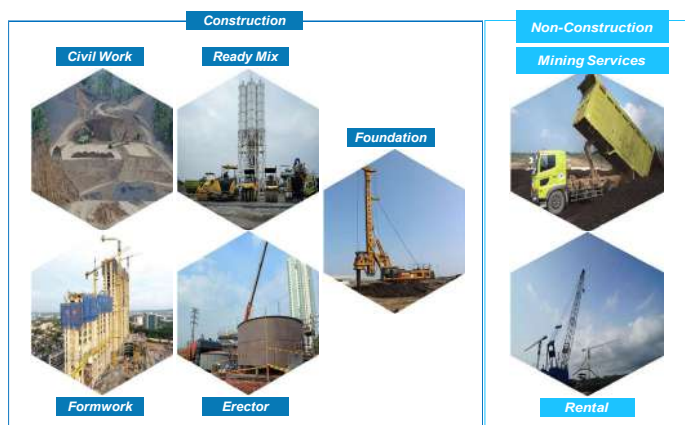 Construction
Civil Work
Ready Mix
Foundation
Formwork
Erector
Non-Construction
Mining Services
Rental